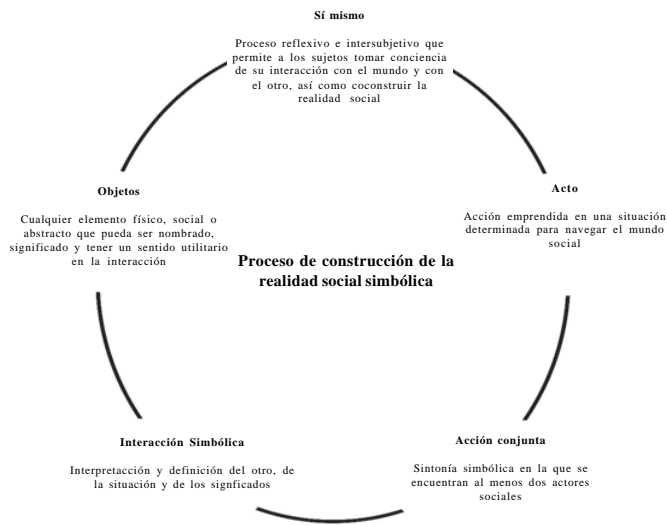 Sí mismo
Proceso reflexivo e intersubjetivo que
permite a los sujetos tomar conciencia
de su interacción con el mundo y con
el otro, así como coconstruir la
realidad social
Acto
Acción emprendida en una situación
determinada para navegar el mundo
social
Acción conjunta
Sintonía simbólica en la que se
encuentran al menos dos actores
sociales
Interacción Simbólica
Interpretacción y definición del otro, de
la situación y de los signficados
Objetos
Cualquier elemento físico, social o
abstracto que pueda ser nombrado,
significado y tener un sentido utilitario
en la interacción
Proceso de construcción de la
realidad social simbólica